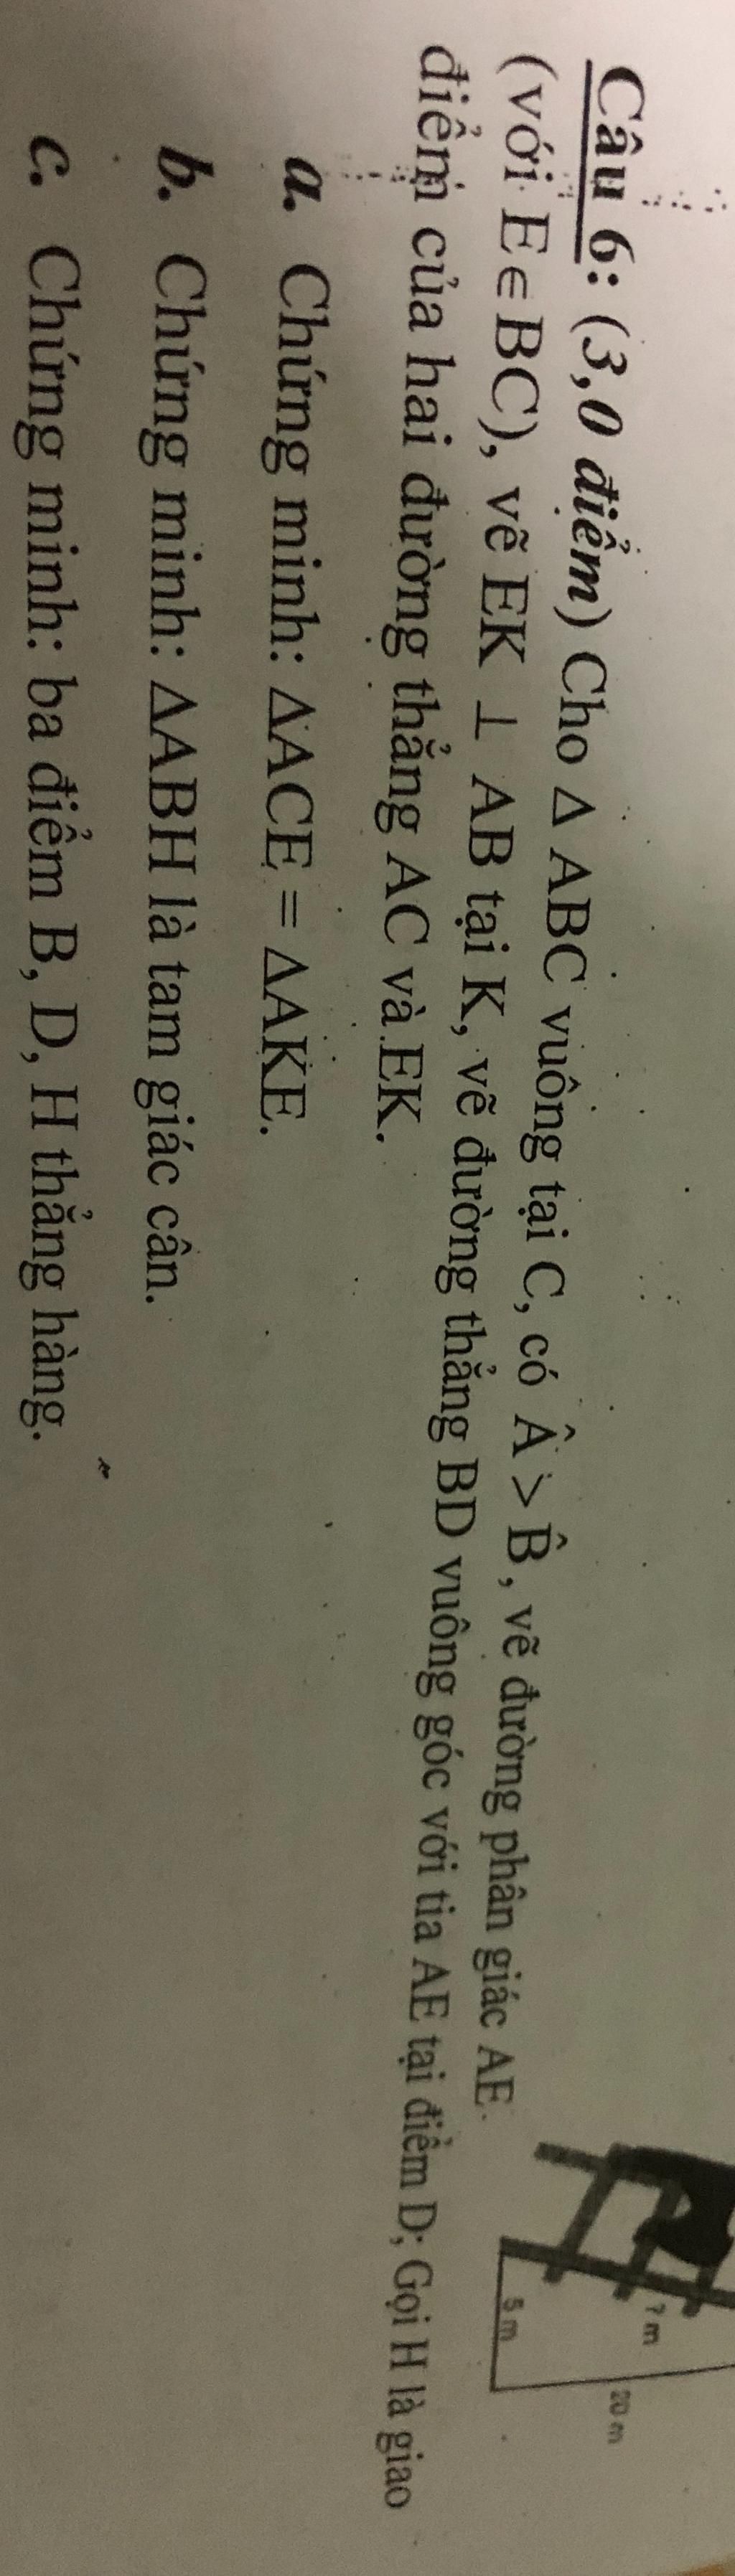 Câu 6: (3,0 điểm) Cho Δ ABC vuông tại C, có Â > B̂, vẽ đường phân giác AE
(với E ∈ BC), vẽ EK ⊥ AB tại K, vẽ đường thẳng BD vuông góc với tia AE tại điểm D; Gọi H là giao
điểm của hai đường thẳng AC và EK.
a. Chứng minh: ΔACE = ΔAKE.
b. Chứng minh: ΔABH là tam giác cân.
c. Chứng minh: ba điểm B, D, H thẳng hàng.
? m
20 m
5 m